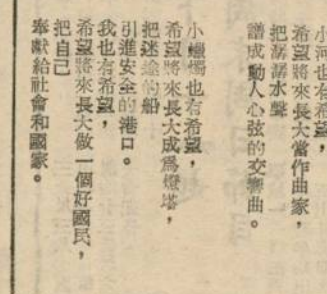 小河也有希望，
希望將來長大當作曲家，
把潺潺水聲
譜成動人心弦的交響曲。
小蠟燭也有希望，
希望將來長大成爲燈塔，
把迷途的船
引進安全的港口。
我也有希望，
希望將來長大做一個好國民，
把自己
奉獻給社會和國家。